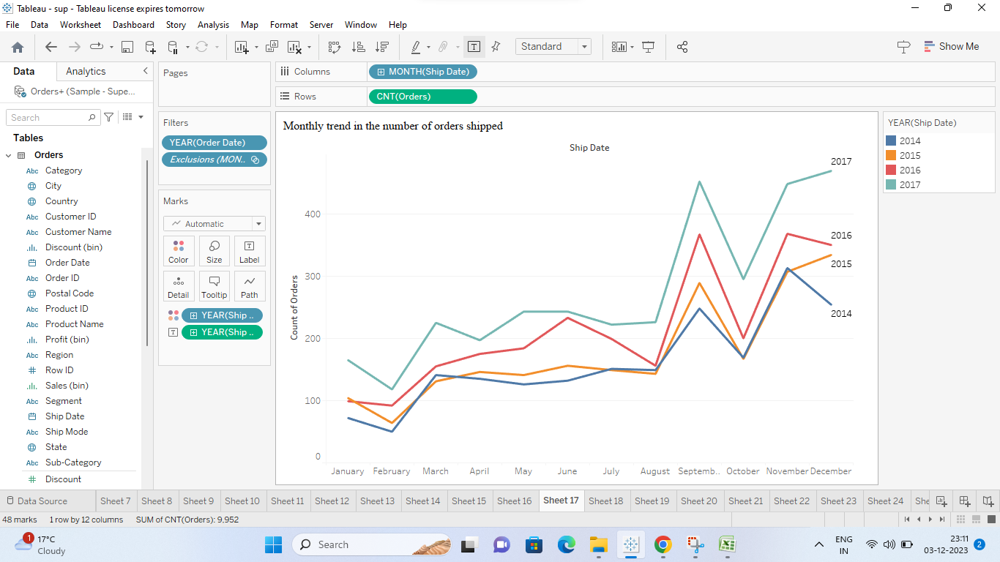 Tableau - sup - Tableau license expires tomorrow
File Data Worksheet Dashboard Story Analysis Map Format Server Window Help
Standard
Show Me
Data Analytics
Orders+ (Sample - Supe...
Search
Tables
Orders
Abc Category
City
Country
Abc Customer ID
Abc Customer Name
Discount (bin)
Order Date
Abc Order ID
Postal Code
Abc Product ID
Abc Product Name
Profit (bin)
Abc Region
# Row ID
Sales (bin)
Abc Segment
Ship Date
Abc Ship Mode
State
Abc Sub-Category
# Discount
Pages
Filters
YEAR(Order Date)
Exclusions (MON..
Marks
Automatic
Color Size Label
Detail Tooltip Path
YEAR(Ship ..
YEAR(Ship ..
Columns MONTH(Ship Date)
Rows CNT(Orders)
Monthly trend in the number of orders shipped
Ship Date
Count of Orders
400
300
200
100
0
2017
2016
2015
2014
January February March April May June July August Septemb.. October November December
YEAR(Ship Date)
2014
2015
2016
2017
Data Source Sheet 7 Sheet 8 Sheet 9 Sheet 10 Sheet 11 Sheet 12 Sheet 13 Sheet 14 Sheet 15 Sheet 16 Sheet 17 Sheet 18 Sheet 19 Sheet 20 Sheet 21 Sheet 22 Sheet 23 Sheet 24 She
48 marks 1 row by 12 columns SUM of CNT(Orders): 9,952
1
17°C
Cloudy
Search
ENG
IN
23:11
03-12-2023
2